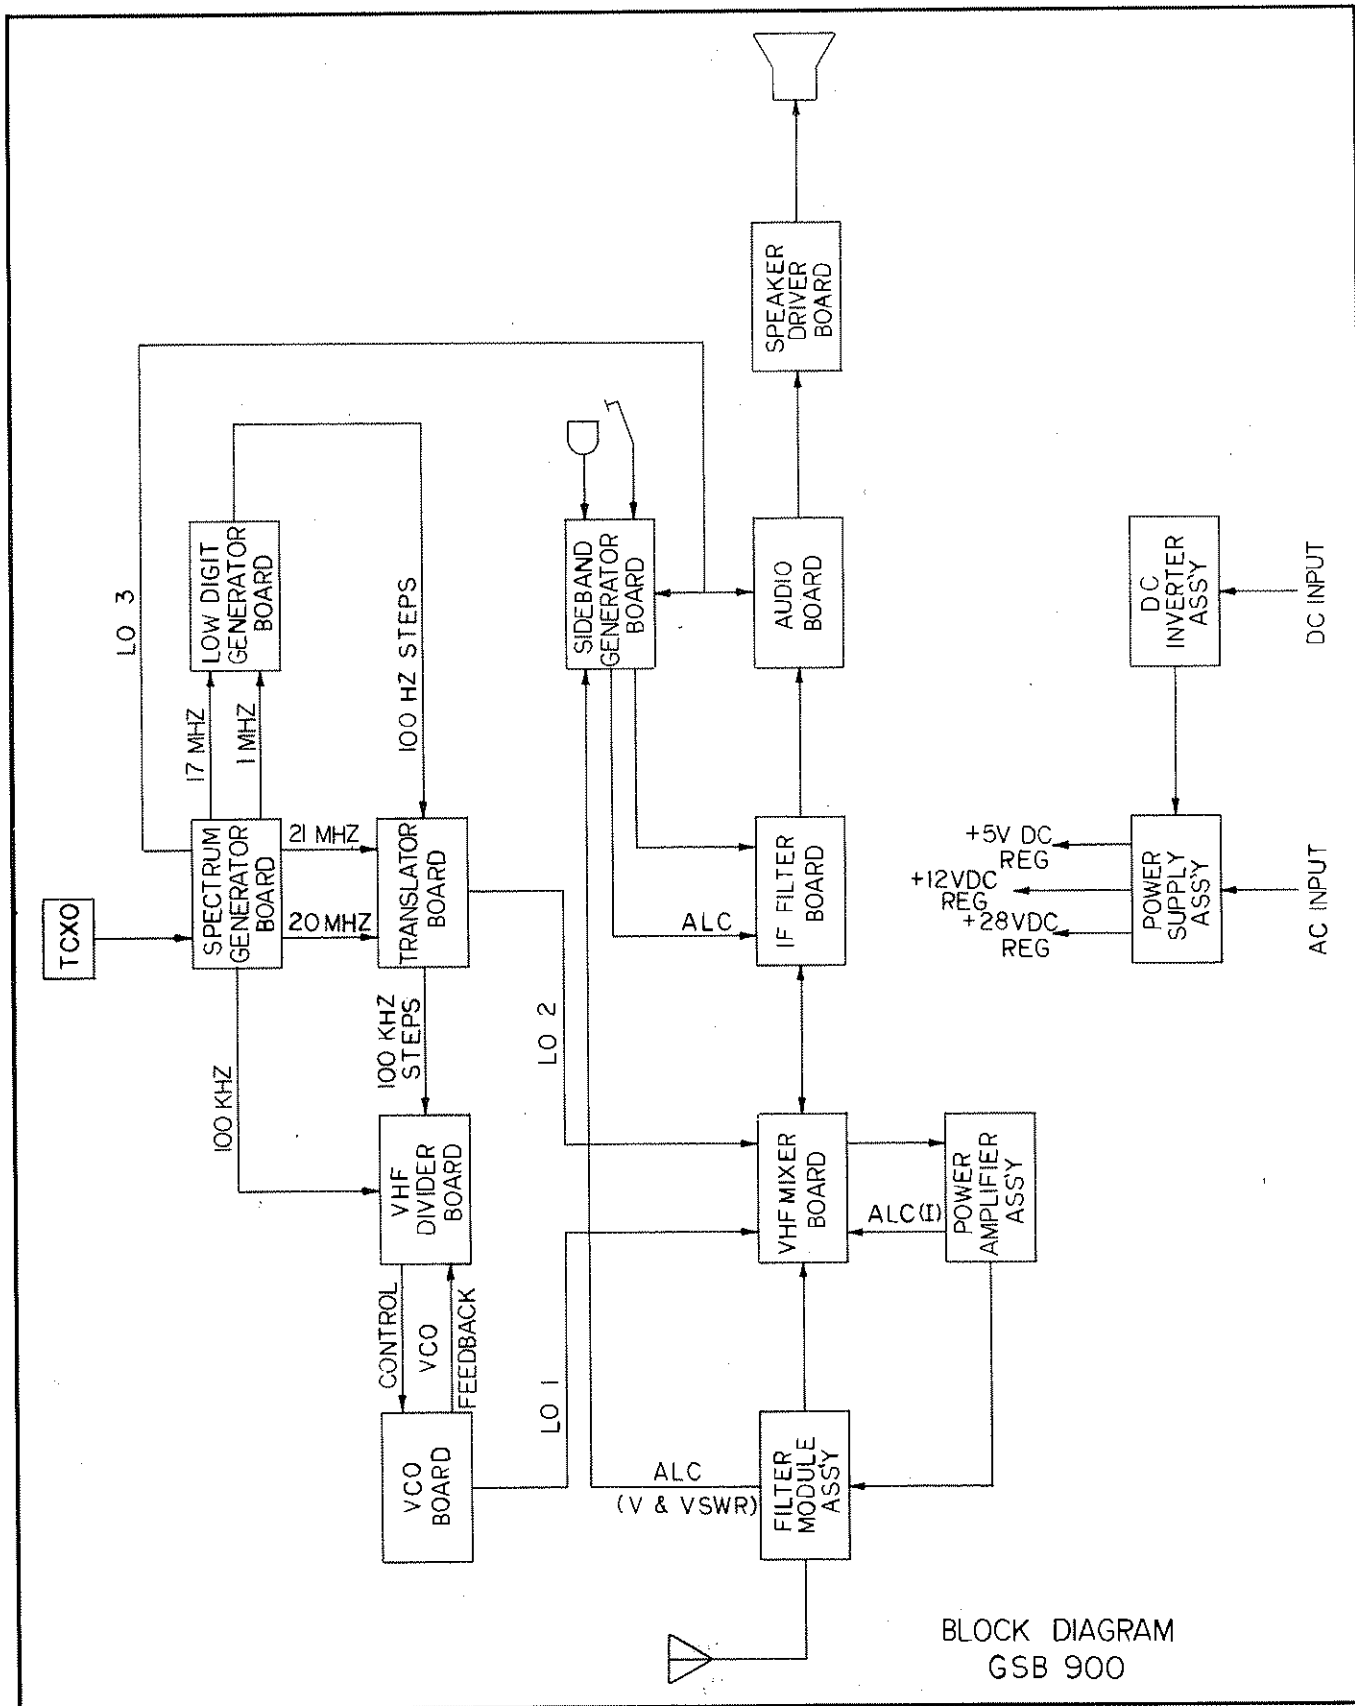 SPEAKER
DRIVER
BOARD
LO 3
LOW DIGIT
GENERATOR
BOARD
SIDEBAND
GENERATOR
BOARD
AUDIO
BOARD
DC
INVERTER
ASS'Y
DC INPUT
17 MHZ
1 MHZ
100 HZ STEPS
TCXO
SPECTRUM
GENERATOR
BOARD
21 MHZ
20 MHZ
TRANSLATOR
BOARD
ALC
IF FILTER
BOARD
+5V DC
REG
+12VDC
REG
+28VDC
REG
POWER
SUPPLY
ASS'Y
AC INPUT
100 KHZ
100 KHZ
STEPS
LO 2
VHF
DIVIDER
BOARD
VHF MIXER
BOARD
ALC (I)
POWER
AMPLIFIER
ASS'Y
CONTROL
VCO
FEEDBACK
LO 1
VCO
BOARD
ALC
(V & VSWR)
FILTER
MODULE
ASS'Y
BLOCK DIAGRAM
GSB 900